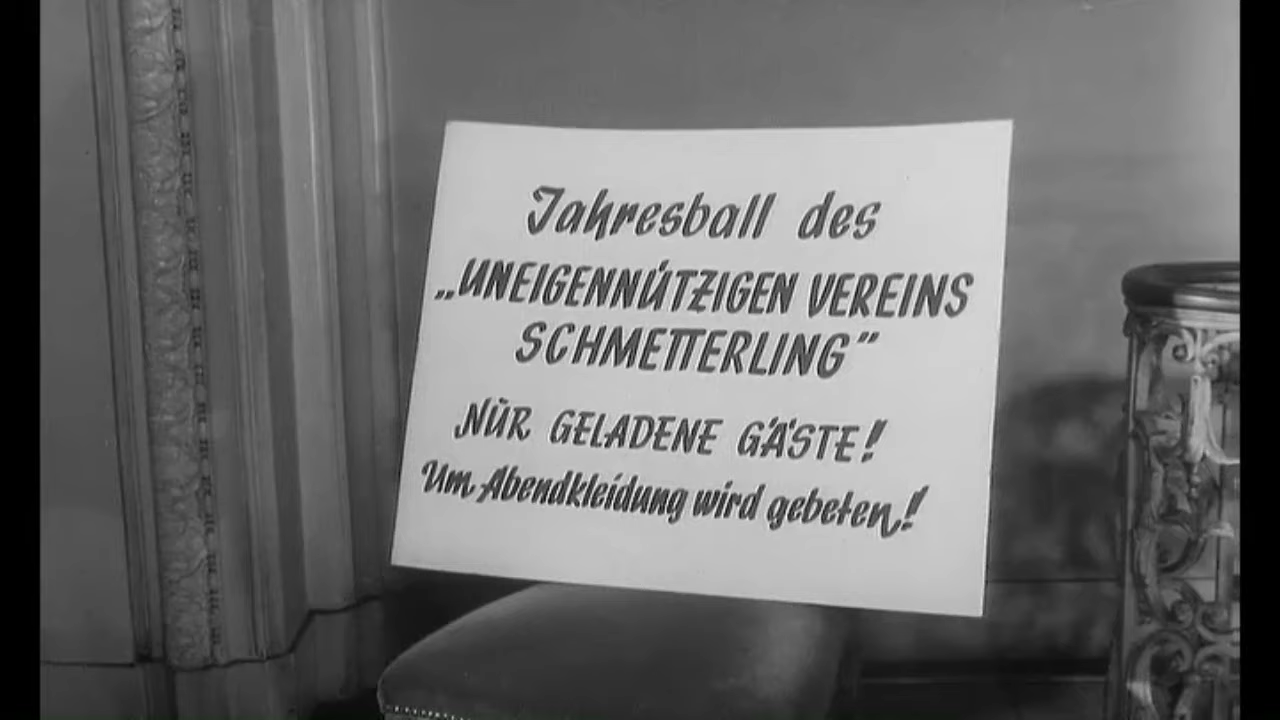 Jahresball des
„UNEIGENNÜTZIGEN VEREINS
SCHMETTERLING”
NUR GELADENE GÄSTE!
Um Abendkleidung wird gebeten!